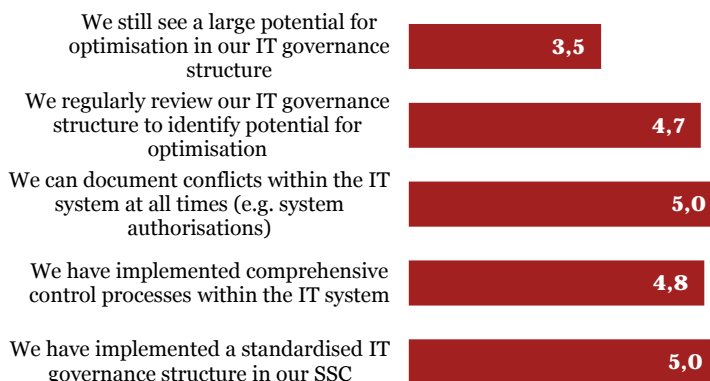 We still see a large potential for
optimisation in our IT governance
structure
3,5
We regularly review our IT governance
structure to identify potential for
optimisation
4,7
We can document conflicts within the IT
system at all times (e.g. system
authorisations)
5,0
We have implemented comprehensive
control processes within the IT system
4,8
We have implemented a standardised IT
governance structure in our SSC
5,0